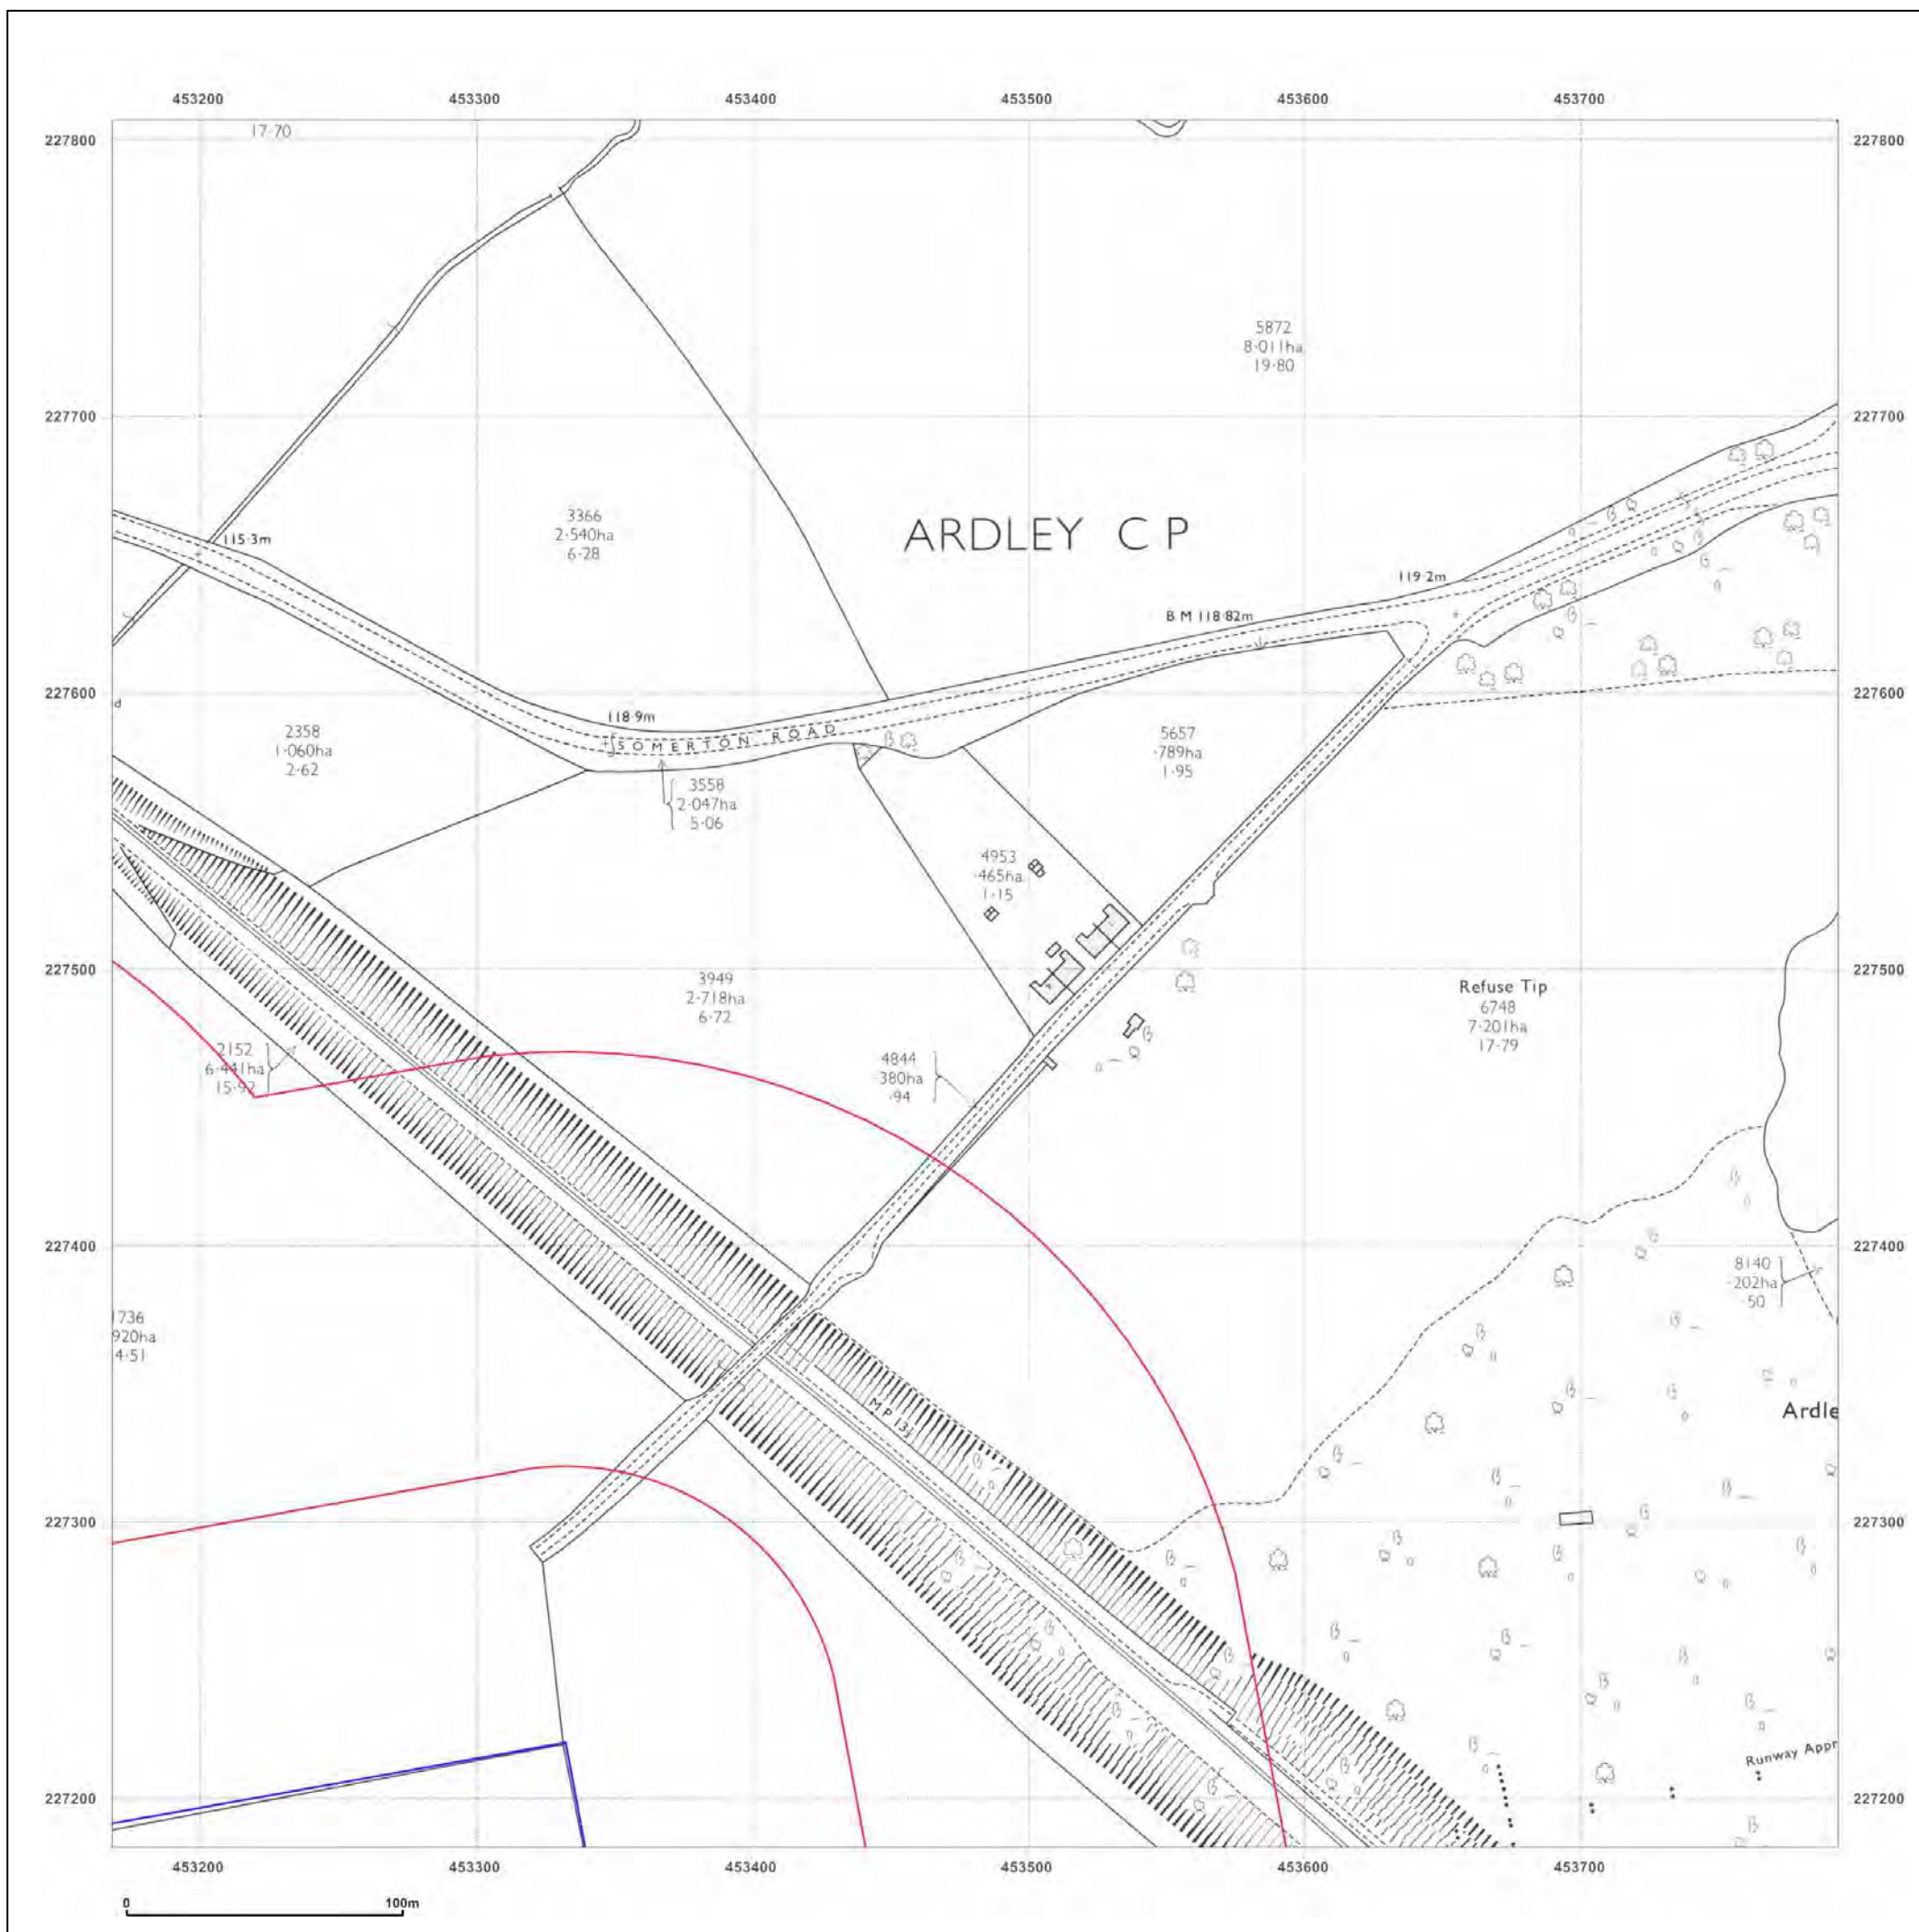 453200 453300 453400 453500 453600 453700
227800 227800
17·70
5872
8·011ha
19·80
227700 227700
3366
2·540ha
6·28
ARDLEY C P
115·3m
119·2m
B M 118·82m
227600 227600
d
118·9m
SOMERTON ROAD
2358
1·060ha
2·62
5657
·789ha
1·95
3558
2·047ha
5·06
4953
·465ha
1·15
227500 227500
3949
2·718ha
6·72
Refuse Tip
6748
7·201ha
17·79
2152
6·441ha
15·92
4844
·380ha
·94
227400 227400
8140
·202ha
·50
1736
920ha
4·51
Ardle
M P 13½
227300 227300
Runway Appr
227200 227200
453200 453300 453400 453500 453600 453700
0 100m